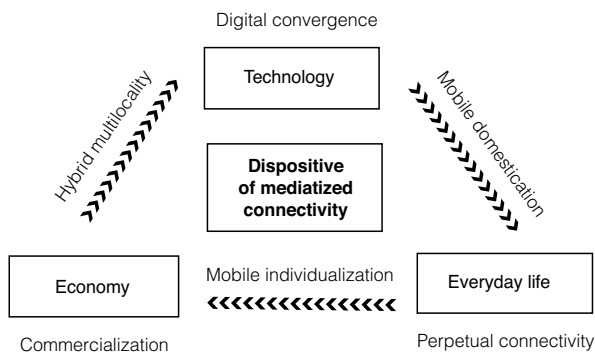 Digital convergence
Technology
Hybrid multilocality
Mobile domestication
Dispositive
of mediatized
connectivity
Economy
Mobile individualization
Everyday life
Commercialization
Perpetual connectivity